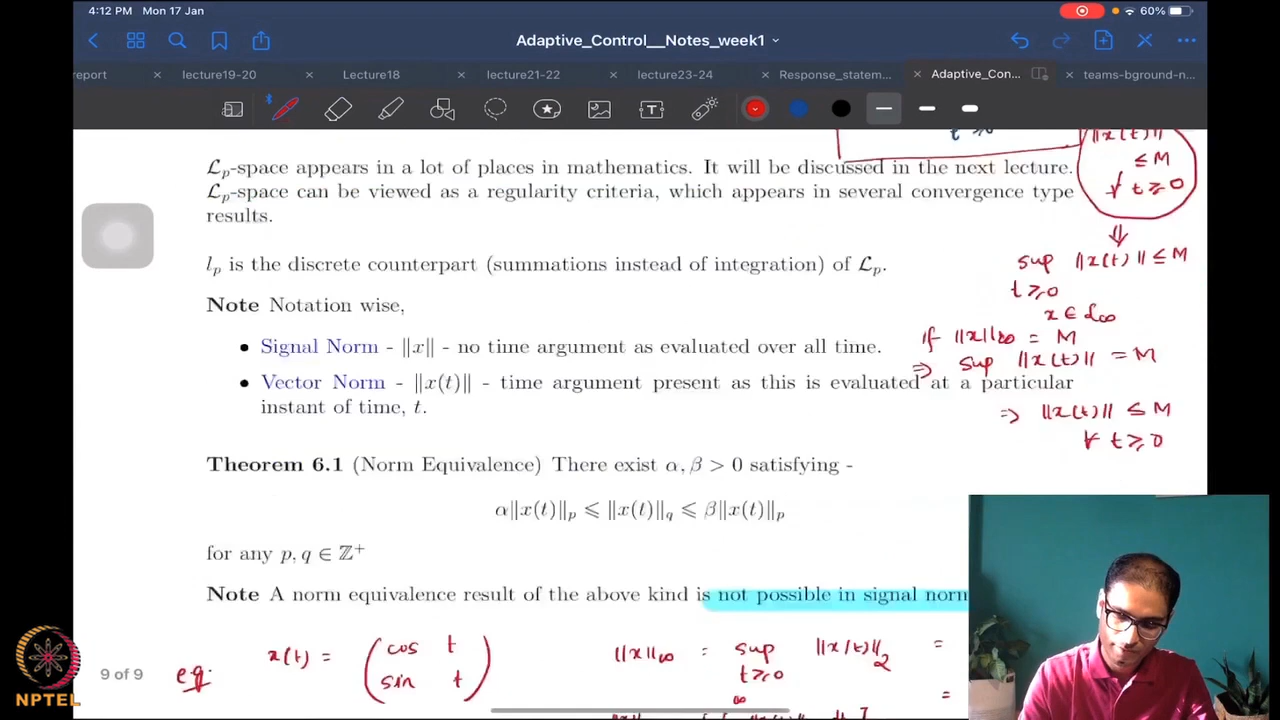 4:12 PM Mon 17 Jan
60%
Adaptive_Control__Notes_week1
report
lecture19-20
Lecture18
lecture21-22
lecture23-24
Response_statem...
Adaptive_Con...
teams-bground-n...
t ≥ 0
‖x(t)‖
≤ M
∀ t ≥ 0
ℒₚ-space appears in a lot of places in mathematics. It will be discussed in the next lecture.
ℒₚ-space can be viewed as a regularity criteria, which appears in several convergence type
results.
⇓
sup ‖x(t)‖ ≤ M
t ≥ 0
x ∈ ℒ∞
lₚ is the discrete counterpart (summations instead of integration) of ℒₚ.
Note Notation wise,
if ‖x‖∞ = M
⇒ sup ‖x(t)‖ = M
⇒ ‖x(t)‖ ≤ M
∀ t ≥ 0
• Signal Norm - ‖x‖ - no time argument as evaluated over all time.
• Vector Norm - ‖x(t)‖ - time argument present as this is evaluated at a particular
instant of time, t.
Theorem 6.1 (Norm Equivalence) There exist α, β > 0 satisfying -
α‖x(t)‖ₚ ⩽ ‖x(t)‖_q ⩽ β‖x(t)‖ₚ
for any p, q ∈ ℤ⁺
Note A norm equivalence result of the above kind is not possible in signal norm
eg: x(t) = ( cos t
sin t )
‖x‖∞ = sup ‖x(t)‖₂ =
t ≥ 0
=
∞
9 of 9
NPTEL